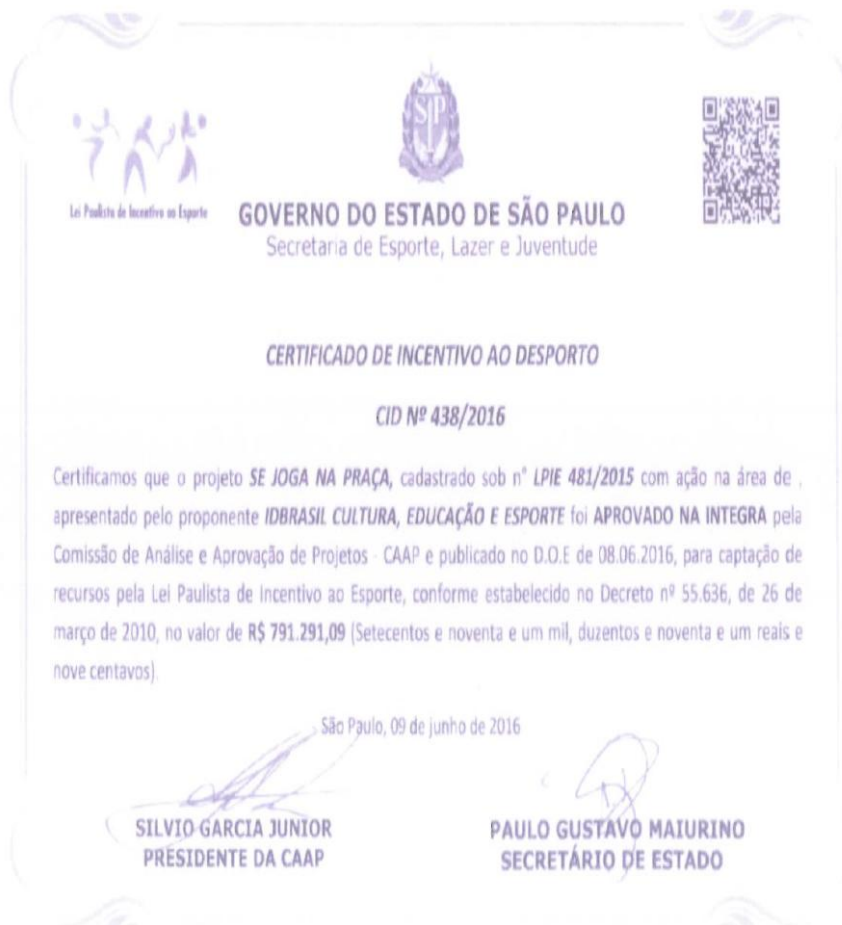 Lei Paulista de Incentivo ao Esporte
SP
GOVERNO DO ESTADO DE SÃO PAULO
Secretaria de Esporte, Lazer e Juventude
CERTIFICADO DE INCENTIVO AO DESPORTO
CID Nº 438/2016
Certificamos que o projeto SE JOGA NA PRAÇA, cadastrado sob n° LPIE 481/2015 com ação na área de ,
apresentado pelo proponente IDBRASIL CULTURA, EDUCAÇÃO E ESPORTE foi APROVADO NA INTEGRA pela
Comissão de Análise e Aprovação de Projetos - CAAP e publicado no D.O.E de 08.06.2016, para captação de
recursos pela Lei Paulista de Incentivo ao Esporte, conforme estabelecido no Decreto nº 55.636, de 26 de
março de 2010, no valor de R$ 791.291,09 (Setecentos e noventa e um mil, duzentos e noventa e um reais e
nove centavos).
São Paulo, 09 de junho de 2016
SILVIO GARCIA JUNIOR
PRESIDENTE DA CAAP
PAULO GUSTAVO MAIURINO
SECRETÁRIO DE ESTADO